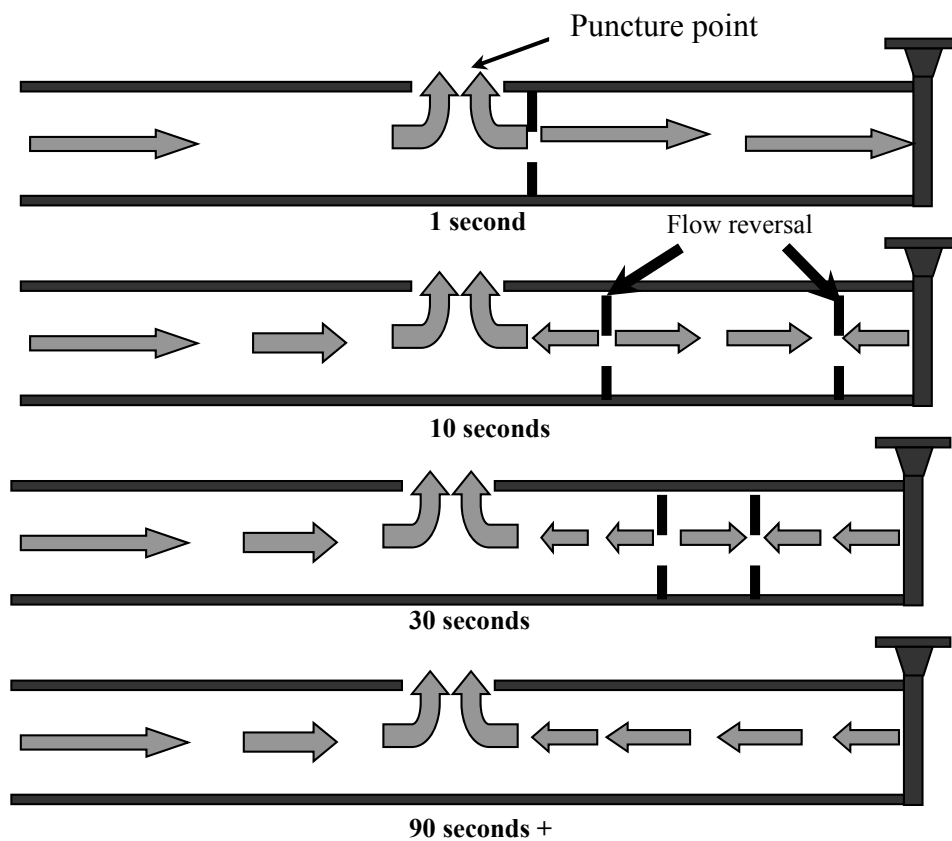 Puncture point
1 second
Flow reversal
10 seconds
30 seconds
90 seconds +